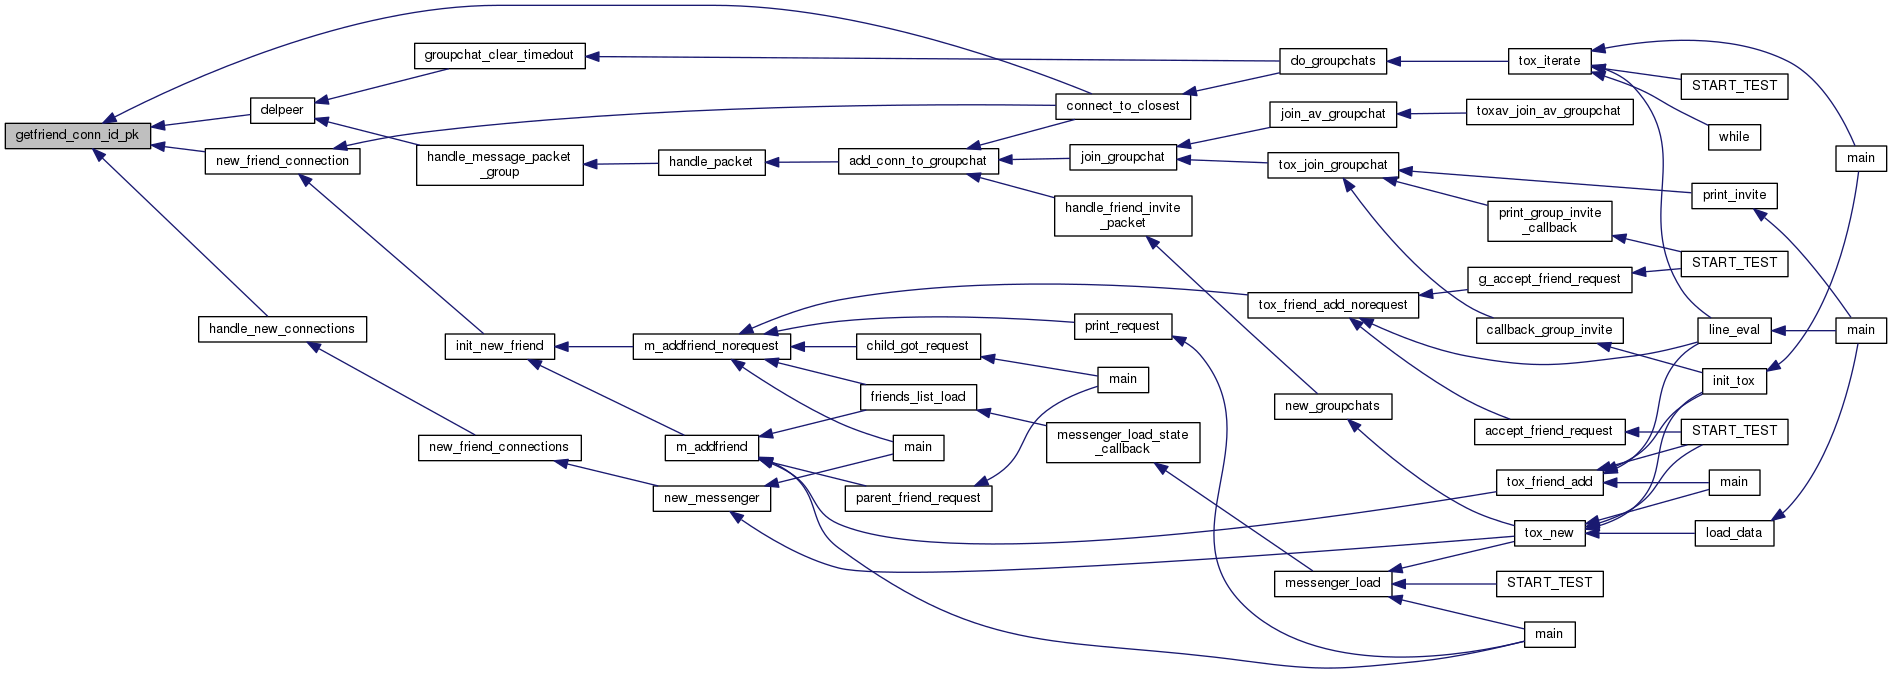 getfriend_conn_id_pk
delpeer
new_friend_connection
handle_new_connections
groupchat_clear_timedout
handle_message_packet
_group
init_new_friend
new_friend_connections
handle_packet
m_addfriend_norequest
m_addfriend
new_messenger
add_conn_to_groupchat
child_got_request
friends_list_load
main
parent_friend_request
connect_to_closest
join_groupchat
handle_friend_invite
_packet
print_request
main
messenger_load_state
_callback
do_groupchats
join_av_groupchat
tox_join_groupchat
tox_friend_add_norequest
new_groupchats
messenger_load
tox_iterate
toxav_join_av_groupchat
print_group_invite
_callback
g_accept_friend_request
callback_group_invite
accept_friend_request
tox_friend_add
tox_new
START_TEST
main
START_TEST
while
print_invite
START_TEST
line_eval
init_tox
START_TEST
main
load_data
main
main